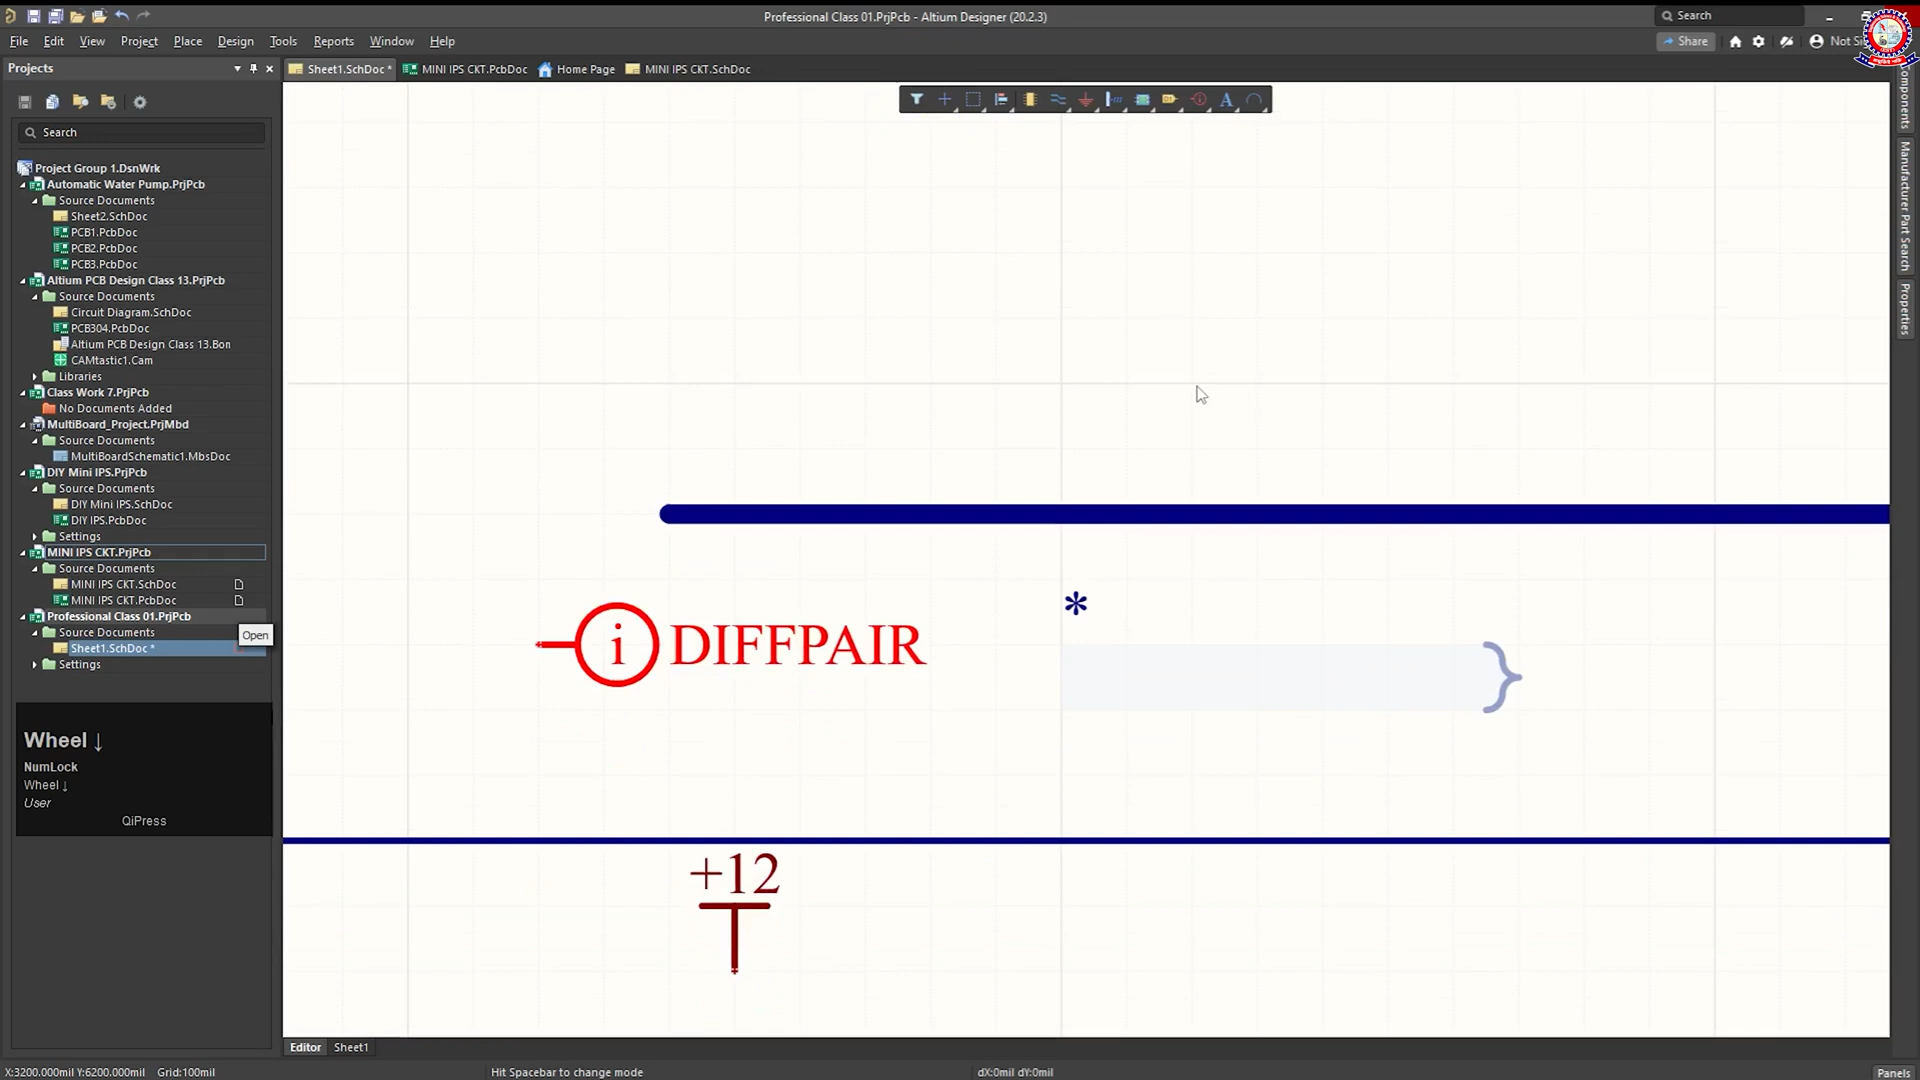 Professional Class 01.PrjPcb - Altium Designer (20.2.3)
Search
File Edit View Project Place Design Tools Reports Window Help
Share
Projects
Sheet1.SchDoc *
MINI IPS CKT.PcbDoc
Home Page
MINI IPS CKT.SchDoc
Search
Project Group 1.DsnWrk
Automatic Water Pump.PrjPcb
Source Documents
Sheet2.SchDoc
PCB1.PcbDoc
PCB2.PcbDoc
PCB3.PcbDoc
Altium PCB Design Class 13.PrjPcb
Source Documents
Circuit Diagram.SchDoc
PCB304.PcbDoc
Altium PCB Design Class 13.Bon
CAMtastic1.Cam
Libraries
Class Work 7.PrjPcb
No Documents Added
MultiBoard_Project.PrjMbd
Source Documents
MultiBoardSchematic1.MbsDoc
DIY Mini IPS.PrjPcb
Source Documents
DIY Mini IPS.SchDoc
DIY IPS.PcbDoc
Settings
MINI IPS CKT.PrjPcb
Source Documents
MINI IPS CKT.SchDoc
MINI IPS CKT.PcbDoc
Professional Class 01.PrjPcb
Source Documents
Open
Sheet1.SchDoc *
Settings
Wheel ↓
NumLock
Wheel ↓
User
QiPress
A
*
i DIFFPAIR
}
+12
Components
Manufacturer Part Search
Properties
Editor Sheet1
X:3200.000mil Y:6200.000mil Grid:100mil
Hit Spacebar to change mode
dX:0mil dY:0mil
Panels